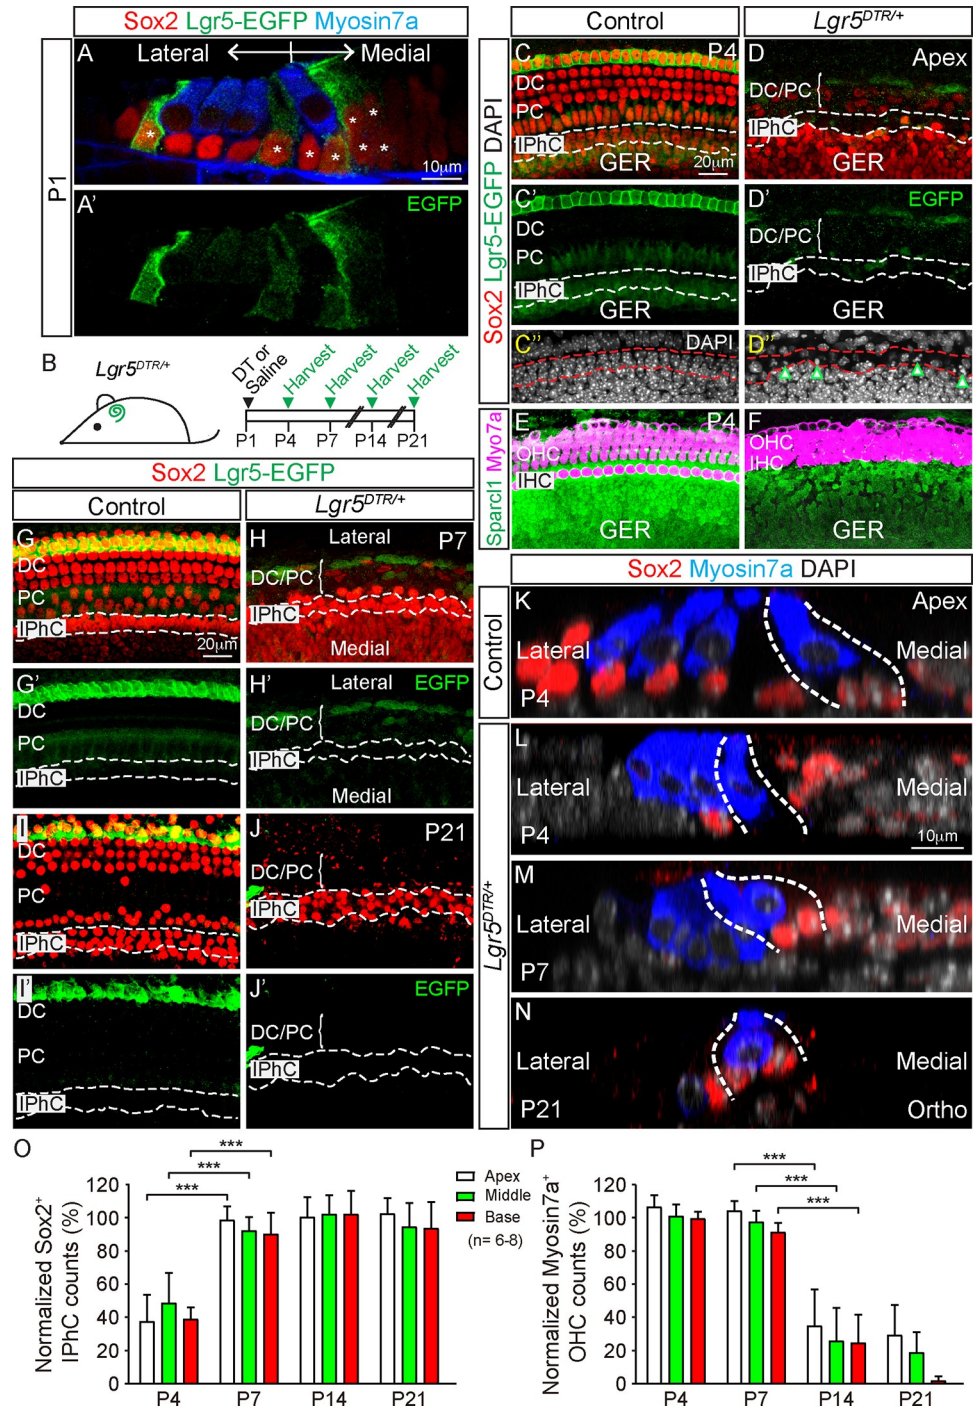 Sox2 Lgr5-EGFP Myosin7a
A
Lateral
Medial
P1
10μm
A'
EGFP
B
Lgr5DTR/+
DT or
Saline
Harvest
Harvest
Harvest
Harvest
P1
P4
P7
P14
P21
Control
Lgr5DTR/+
Sox2 Lgr5-EGFP DAPI
C
P4
DC
PC
IPhC
GER
20μm
D
Apex
DC/PC
IPhC
GER
C'
DC
PC
IPhC
GER
D'
EGFP
DC/PC
IPhC
GER
C''
DAPI
D''
Sparcl1 Myo7a
E
P4
OHC
IHC
GER
F
OHC
IHC
GER
Sox2 Lgr5-EGFP
Control
Lgr5DTR/+
G
DC
PC
IPhC
20μm
H
Lateral
P7
DC/PC
IPhC
Medial
G'
DC
PC
IPhC
H'
Lateral
EGFP
DC/PC
IPhC
Medial
I
DC
PC
IPhC
J
P21
DC/PC
IPhC
I'
DC
PC
IPhC
J'
EGFP
DC/PC
IPhC
Sox2 Myosin7a DAPI
Control
Lgr5DTR/+
K
Apex
Lateral
Medial
P4
L
Lateral
Medial
P4
10μm
M
Lateral
Medial
P7
N
Lateral
Medial
P21
Ortho
O
***
***
***
Normalized Sox2+
IPhC counts (%)
120
100
80
60
40
20
0
P4
P7
P14
P21
Apex
Middle
Base
(n= 6-8)
P
***
***
***
Normalized Myosin7a+
OHC counts (%)
120
100
80
60
40
20
0
P4
P7
P14
P21